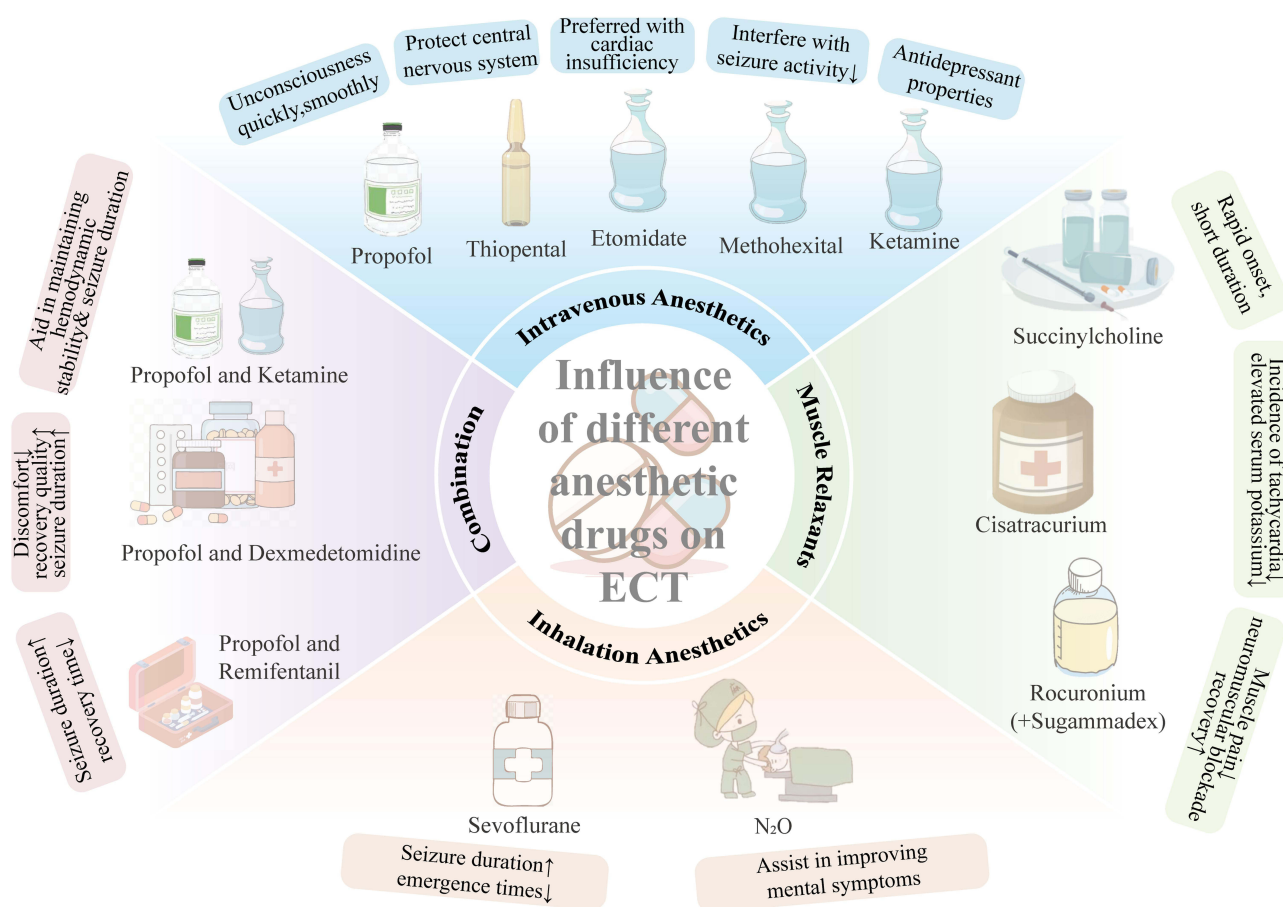 Unconsciousness
quickly,smoothly
Protect central
nervous system
Preferred with
cardiac
insufficiency
Interfere with
seizure activity↓
Antidepressant
properties
Propofol
Thiopental
Etomidate
Methohexital
Ketamine
Intravenous Anesthetics
Aid in maintaining
hemodynamic
stability& seizure duration
Propofol and Ketamine
Discomfort↓
recovery quality↑
seizure duration↑
Propofol and Dexmedetomidine
Seizure duration↑
recovery time↓
Propofol and
Remifentanil
Combination
Influence
of different
anesthetic
drugs on
ECT
Muscle Relaxants
Succinylcholine
Rapid onset,
short duration
Cisatracurium
Incidence of tachycardia↓
elevated serum potassium↓
Rocuronium
(+Sugammadex)
Muscle pain↓
neuromuscular blockade
recovery↑
Inhalation Anesthetics
Sevoflurane
Seizure duration↑
emergence times↓
N₂O
Assist in improving
mental symptoms